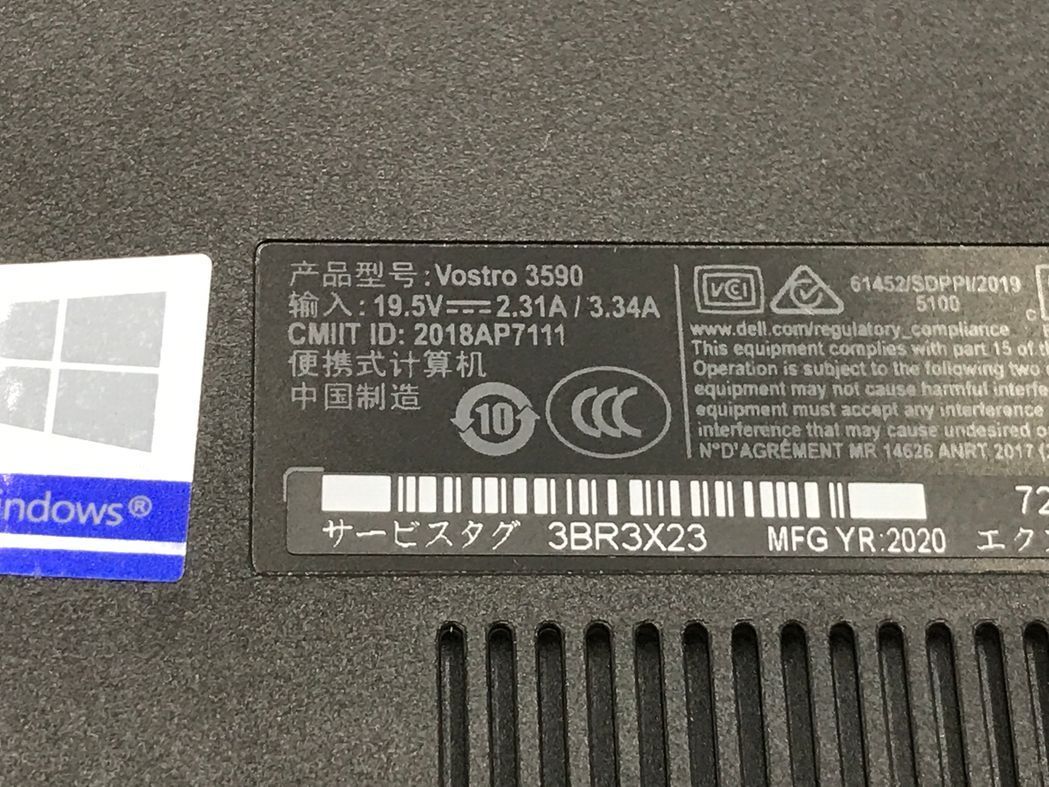 产品型号:Vostro 3590
输入:19.5V⎓2.31A / 3.34A
CMIIT ID: 2018AP7111
便携式计算机
中国制造
10
CCC
VCCI
61452/SDPPI/2019
5100
www.dell.com/regulatory_compliance
This equipment complies with part 15 of
Operation is subject to the following two
equipment may not cause harmful
equipment must accept any interference
interference that may cause undesired
N°D'AGRÉMENT MR 14626 ANRT 2017
サービスタグ 3BR3X23 MFG YR:2020
72
indows®